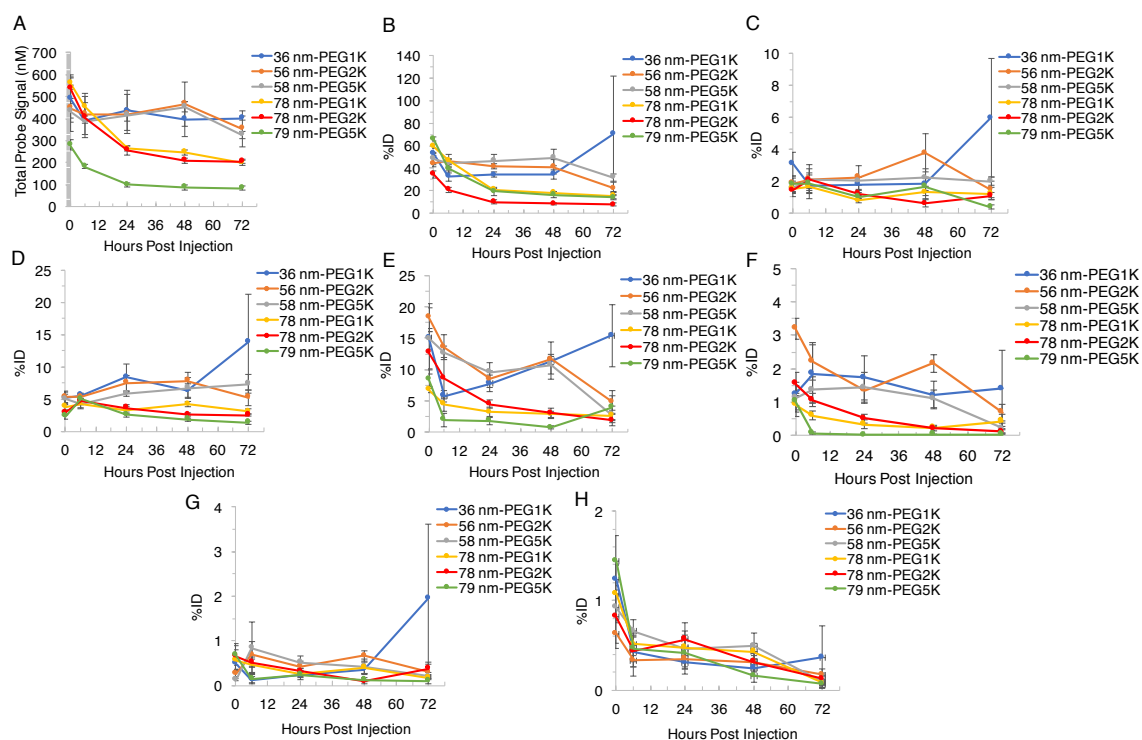 A
Total Probe Signal (nM)
700
600
500
400
300
200
100
0
0 12 24 36 48 60 72
Hours Post Injection
36 nm-PEG1K
56 nm-PEG2K
58 nm-PEG5K
78 nm-PEG1K
78 nm-PEG2K
79 nm-PEG5K
B
%ID
140
120
100
80
60
40
20
0
0 12 24 36 48 60 72
Hours Post Injection
36 nm-PEG1K
56 nm-PEG2K
58 nm-PEG5K
78 nm-PEG1K
78 nm-PEG2K
79 nm-PEG5K
C
%ID
10
8
6
4
2
0
0 12 24 36 48 60 72
Hours Post Injection
36 nm-PEG1K
56 nm-PEG2K
58 nm-PEG5K
78 nm-PEG1K
78 nm-PEG2K
79 nm-PEG5K
D
%ID
25
20
15
10
5
0
0 12 24 36 48 60 72
Hours Post Injection
36 nm-PEG1K
56 nm-PEG2K
58 nm-PEG5K
78 nm-PEG1K
78 nm-PEG2K
79 nm-PEG5K
E
%ID
25
20
15
10
5
0
0 12 24 36 48 60 72
Hours Post Injection
36 nm-PEG1K
56 nm-PEG2K
58 nm-PEG5K
78 nm-PEG1K
78 nm-PEG2K
79 nm-PEG5K
F
%ID
5
4
3
2
1
0
0 12 24 36 48 60 72
Hours Post Injection
36 nm-PEG1K
56 nm-PEG2K
58 nm-PEG5K
78 nm-PEG1K
78 nm-PEG2K
79 nm-PEG5K
G
%ID
4
3
2
1
0
0 12 24 36 48 60 72
Hours Post Injection
36 nm-PEG1K
56 nm-PEG2K
58 nm-PEG5K
78 nm-PEG1K
78 nm-PEG2K
79 nm-PEG5K
H
%ID
2
1
0
0 12 24 36 48 60 72
Hours Post Injection
36 nm-PEG1K
56 nm-PEG2K
58 nm-PEG5K
78 nm-PEG1K
78 nm-PEG2K
79 nm-PEG5K